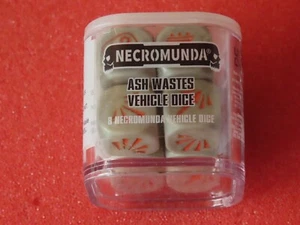 NECROMUNDA®
ASH WASTES
VEHICLE DICE
8 NECROMUNDA VEHICLE DICE